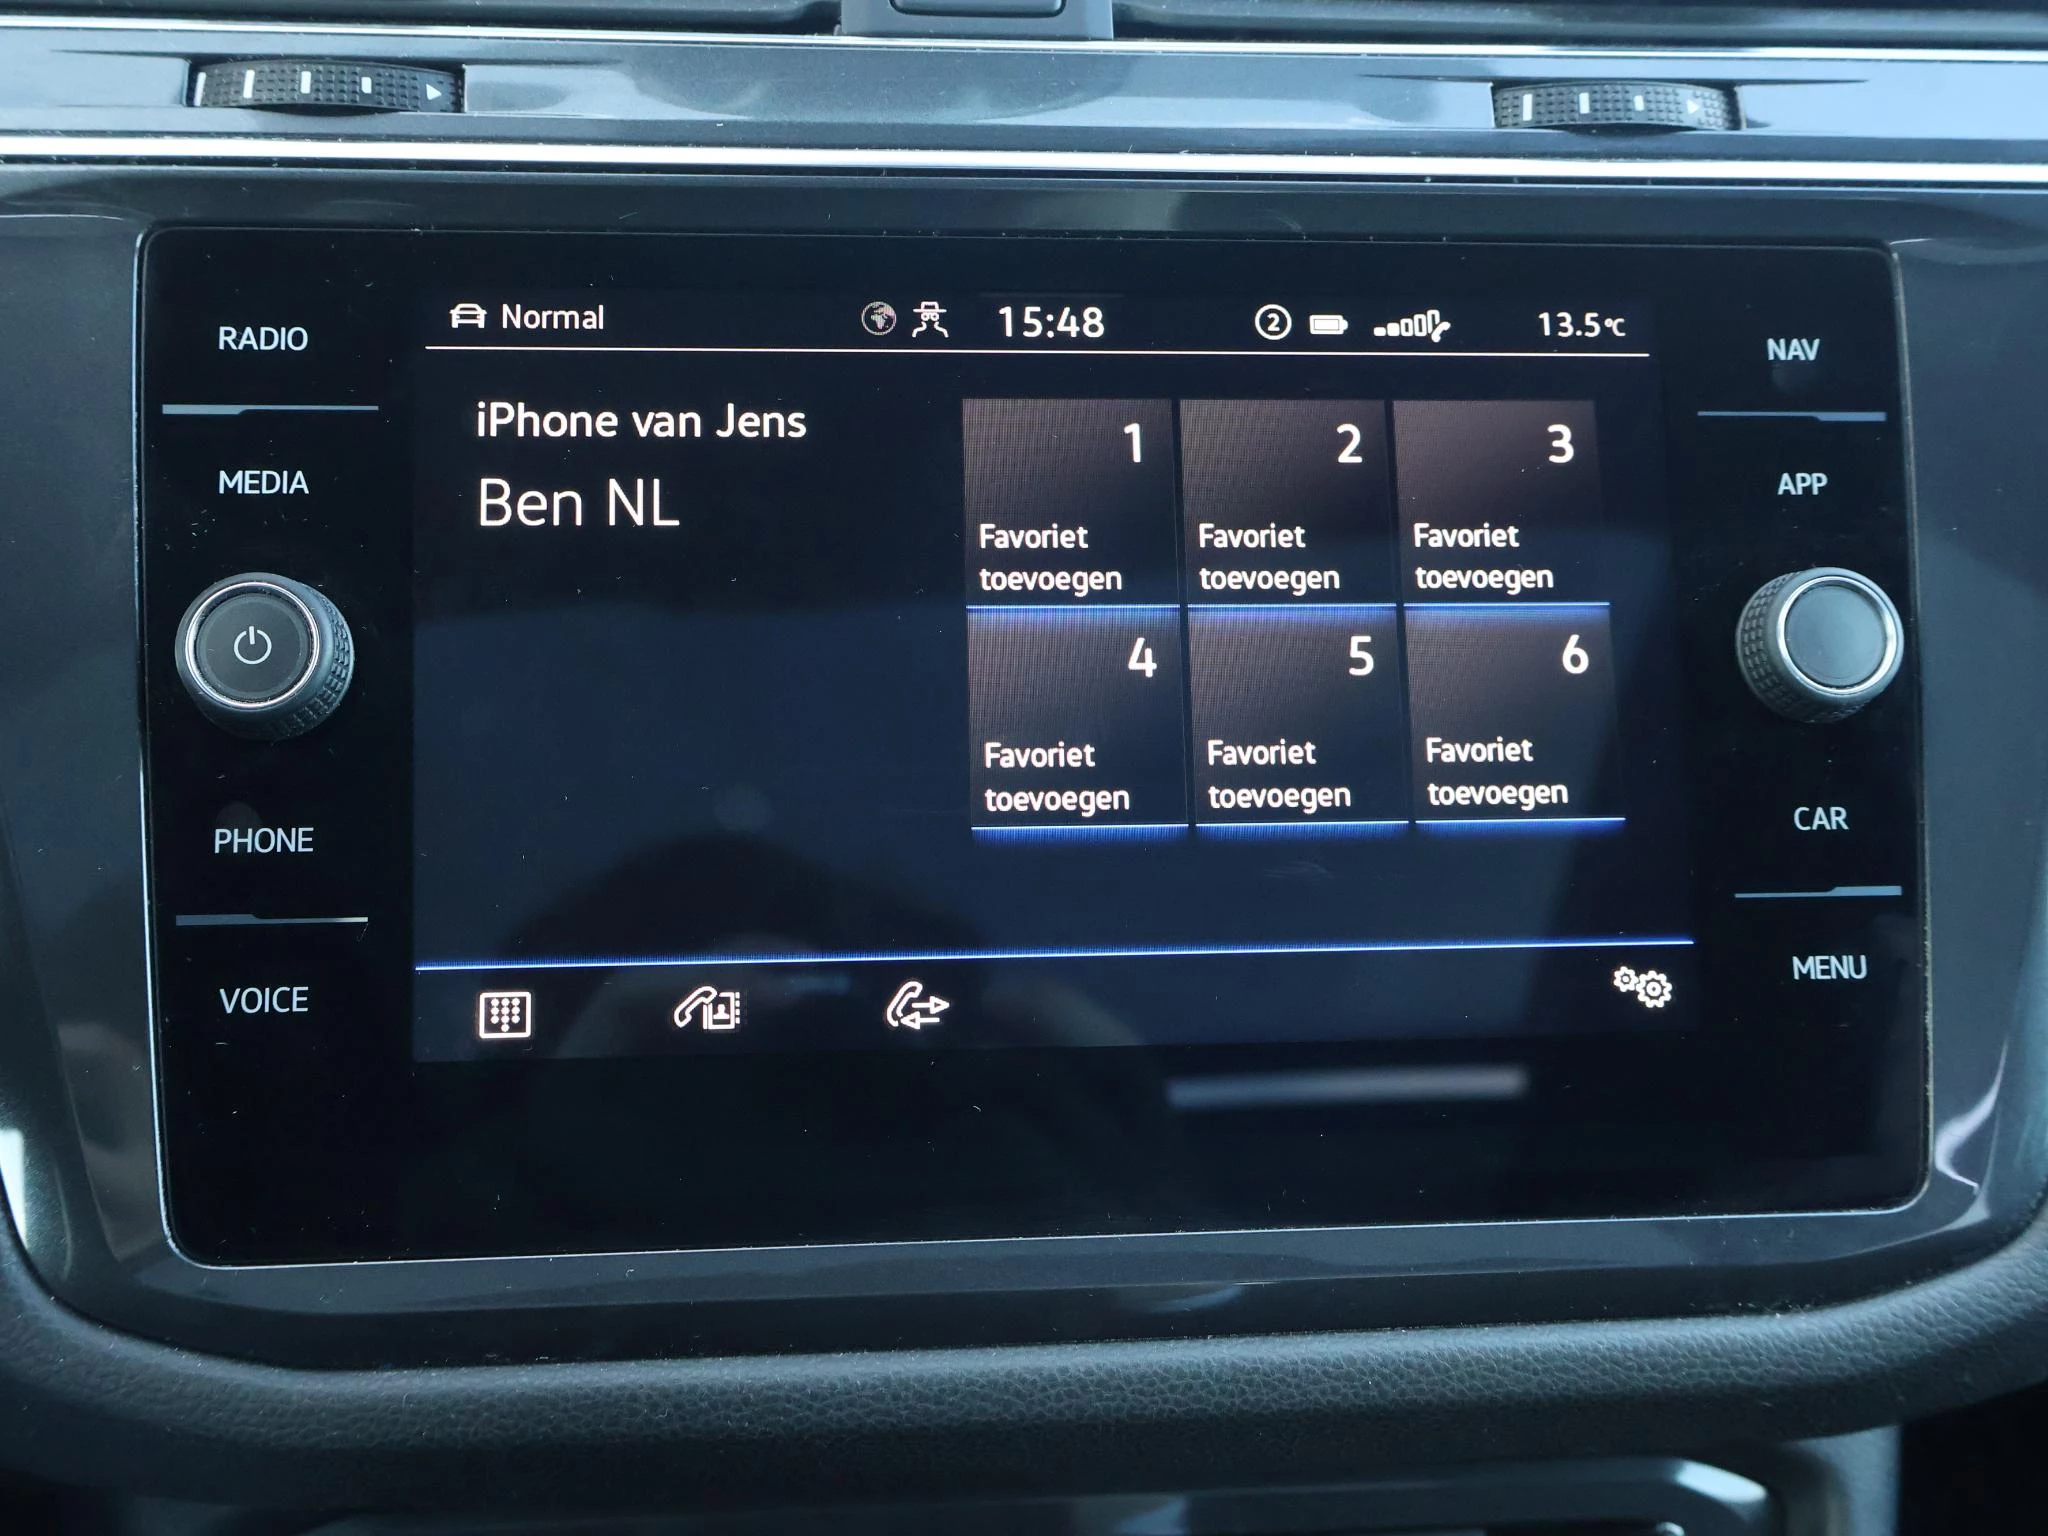 RADIO
MEDIA
PHONE
VOICE
Normal
15:48
2
13.5°C
iPhone van Jens
Ben NL
1
Favoriet
toevoegen
2
Favoriet
toevoegen
3
Favoriet
toevoegen
4
Favoriet
toevoegen
5
Favoriet
toevoegen
6
Favoriet
toevoegen
NAV
APP
CAR
MENU